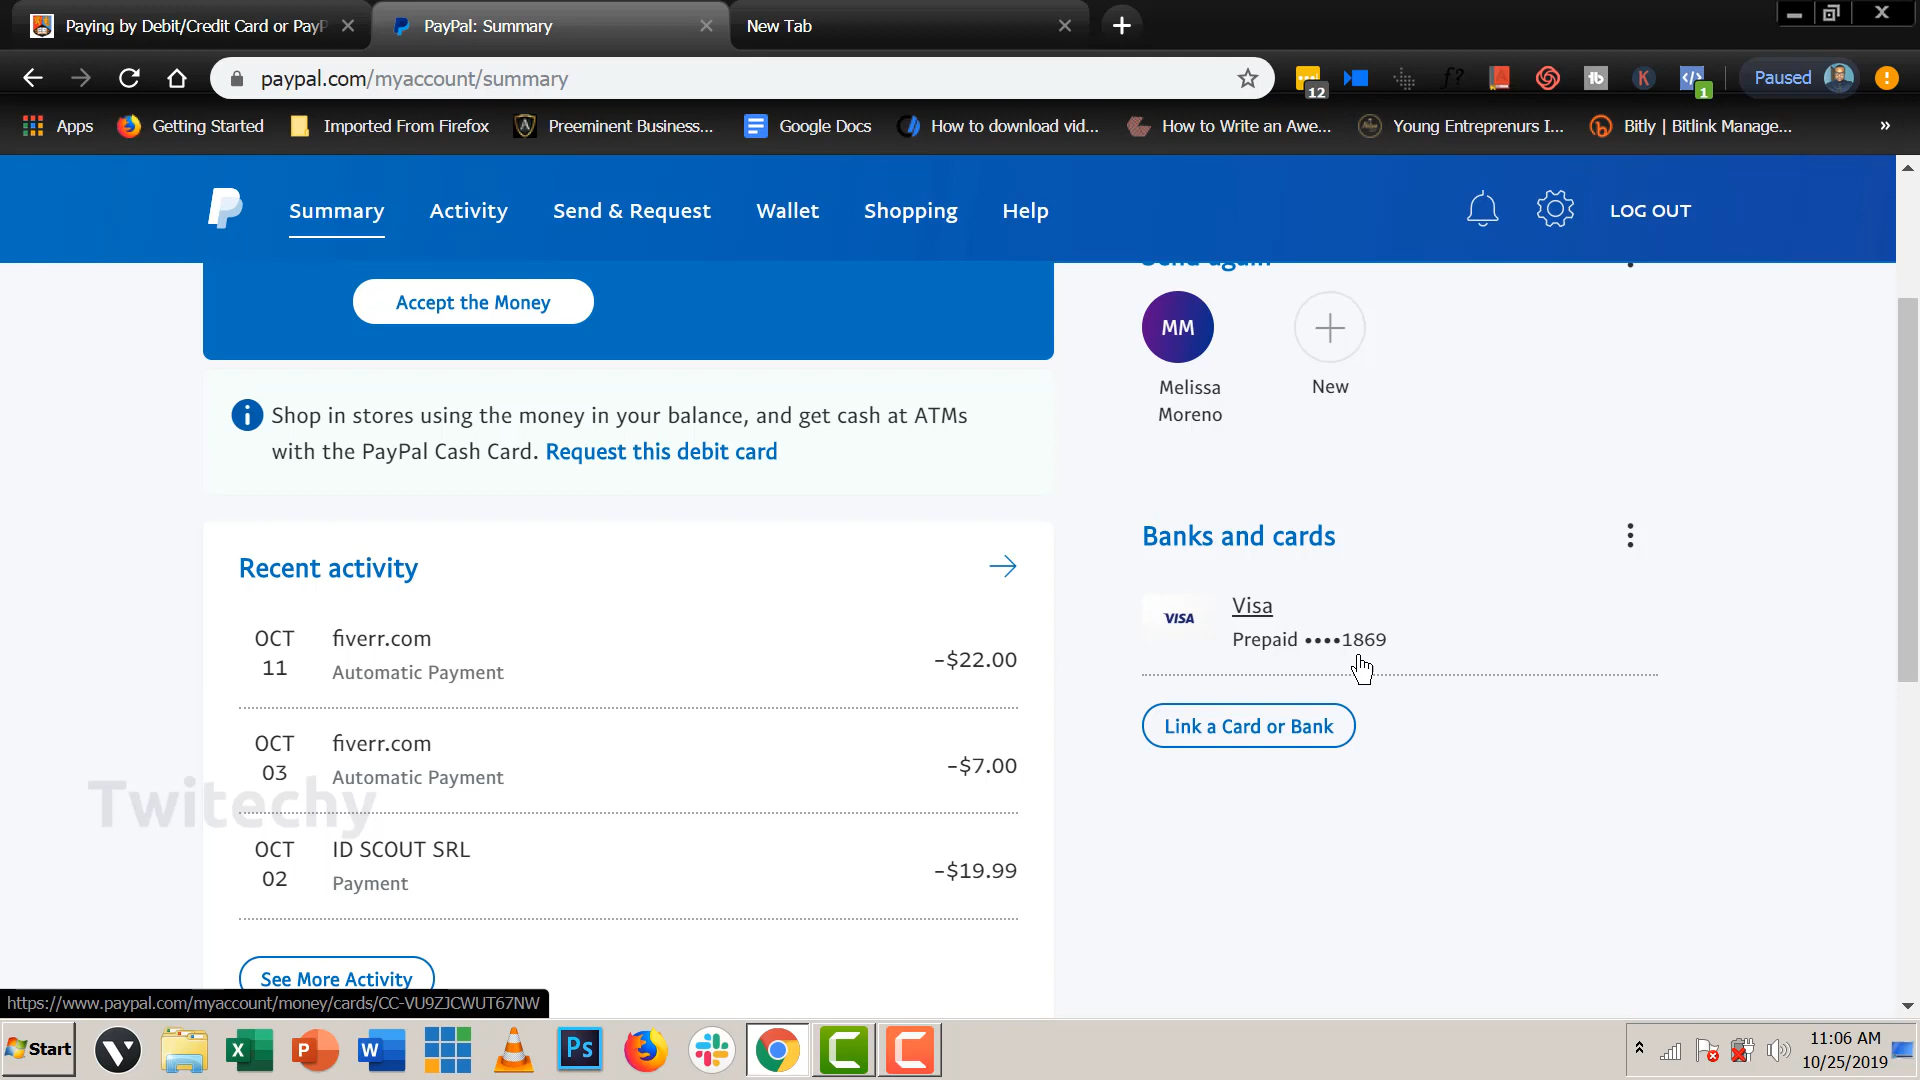 Paying by Debit/Credit Card or PayP
PayPal: Summary
New Tab
paypal.com/myaccount/summary
12
f?
K
1
Paused
Apps
Getting Started
Imported From Firefox
Preeminent Business...
Google Docs
How to download vid...
How to Write an Awe...
Young Entreprenurs I...
Bitly | Bitlink Manage...
»
Summary
Activity
Send & Request
Wallet
Shopping
Help
LOG OUT
Send again
Accept the Money
MM
Melissa
Moreno
New
Shop in stores using the money in your balance, and get cash at ATMs
with the PayPal Cash Card. Request this debit card
Banks and cards
VISA
Visa
Prepaid ••••1869
Link a Card or Bank
Recent activity
OCT
11
fiverr.com
Automatic Payment
-$22.00
OCT
03
fiverr.com
Automatic Payment
-$7.00
Twitechy
OCT
02
ID SCOUT SRL
Payment
-$19.99
See More Activity
https://www.paypal.com/myaccount/money/cards/CC-VU9ZJCWUT67NW
Start
Ps
11:06 AM
10/25/2019